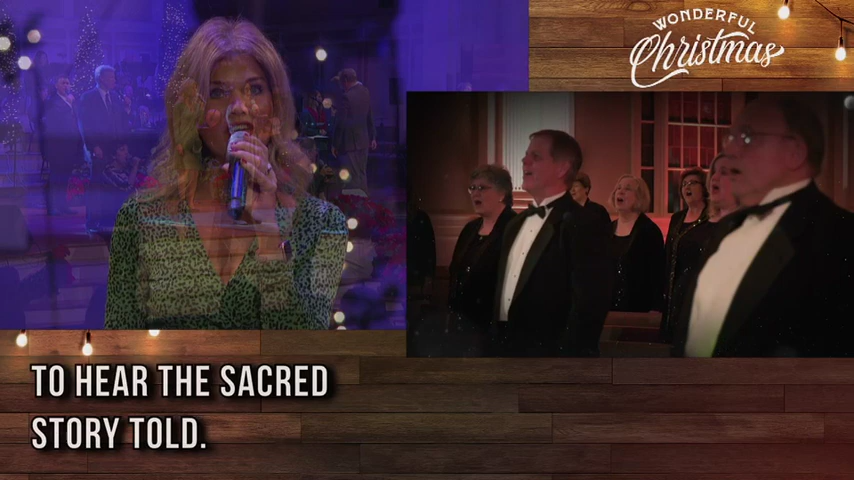 WONDERFUL
Christmas
TO HEAR THE SACRED
STORY TOLD.